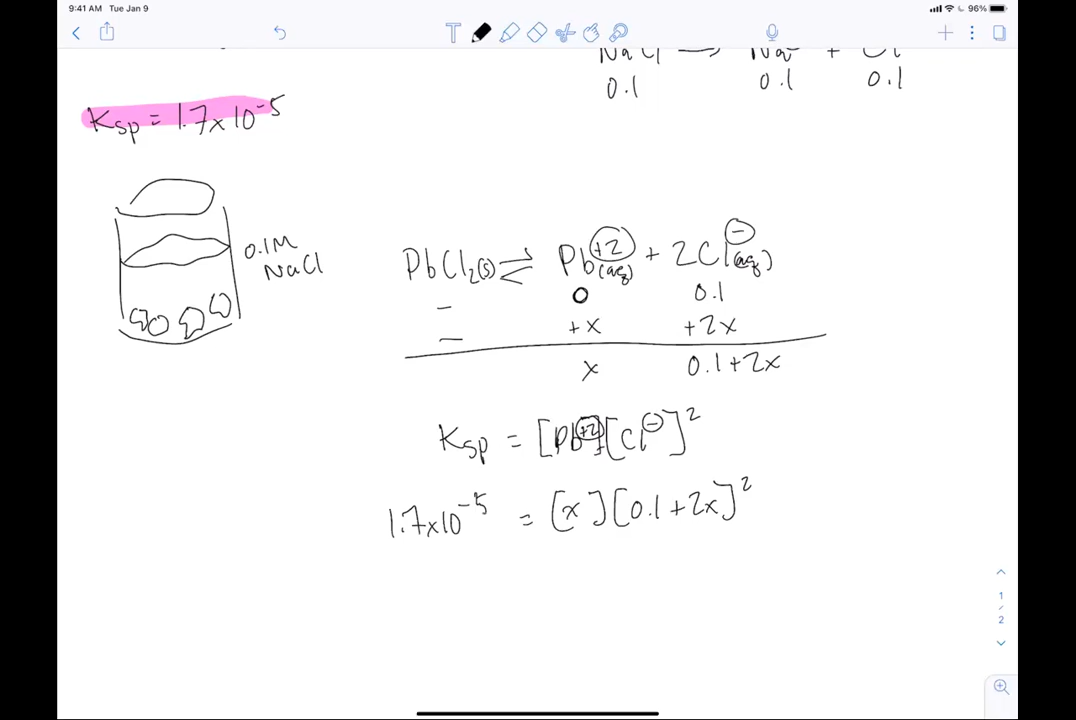 9:41 AM Tue Jan 9
96%
T
NaCl → Na + Cl
0.1 0.1 0.1
Ksp = 1.7x10⁻⁵
0.1M
NaCl
PbCl₂(s) ⇌ Pb⁺²(aq) + 2Cl⁻(aq)
– 0 0.1
– +x +2x
x 0.1+2x
Ksp = [Pb⁺²][Cl⁻]²
1.7x10⁻⁵ = [x][0.1+2x]²
1
/
2